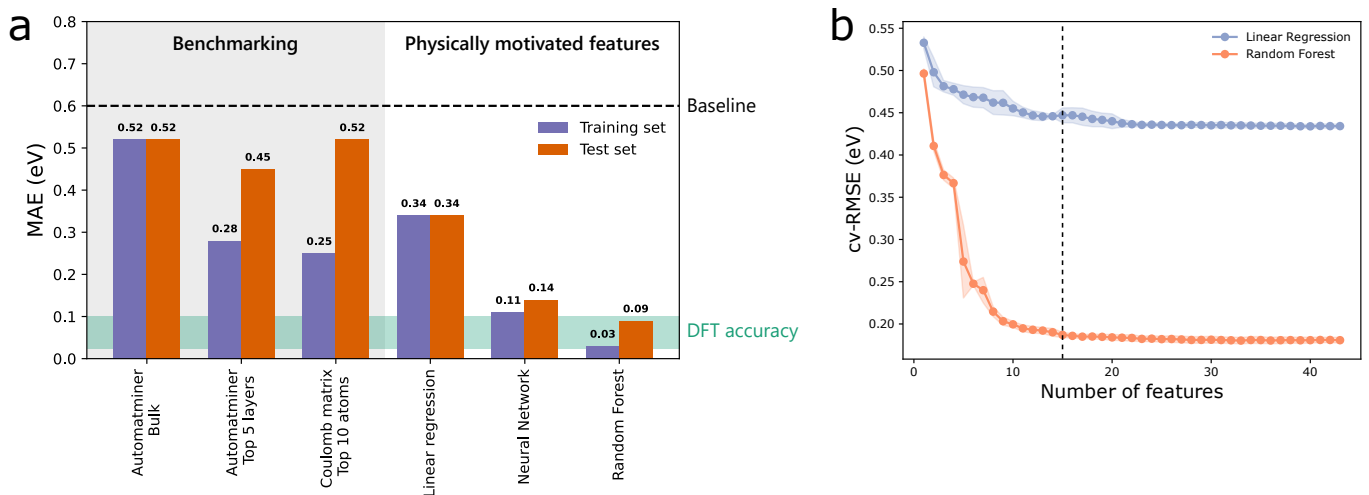 a
Benchmarking
Physically motivated features
Baseline
Training set
Test set
DFT accuracy
MAE (eV)
0.8
0.7
0.6
0.5
0.4
0.3
0.2
0.1
0.0
0.52
0.52
0.28
0.45
0.25
0.52
0.34
0.34
0.11
0.14
0.03
0.09
Automatminer
Bulk
Automatminer
Top 5 layers
Coulomb matrix
Top 10 atoms
Linear regression
Neural Network
Random Forest
b
Linear Regression
Random Forest
cv-RMSE (eV)
0.55
0.50
0.45
0.40
0.35
0.30
0.25
0.20
0
10
20
30
40
Number of features